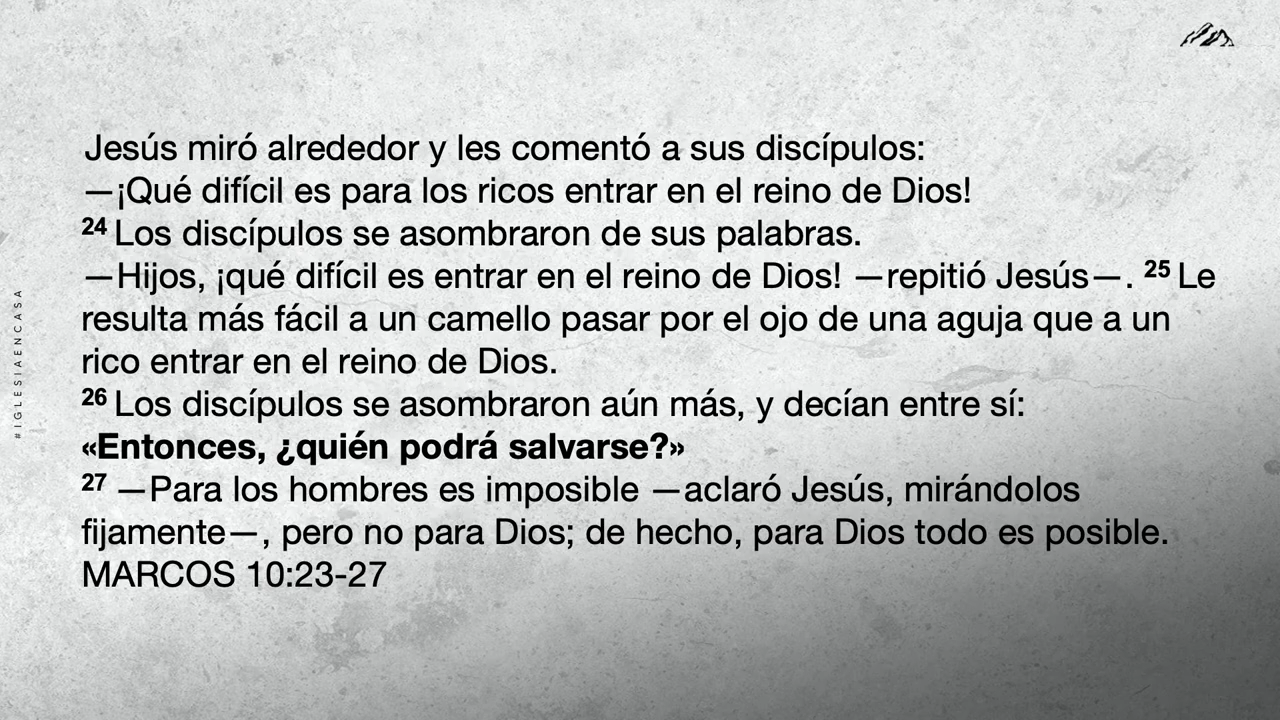 Jesús miró alrededor y les comentó a sus discípulos:
—¡Qué difícil es para los ricos entrar en el reino de Dios!
24 Los discípulos se asombraron de sus palabras.
—Hijos, ¡qué difícil es entrar en el reino de Dios! —repitió Jesús—. 25 Le
resulta más fácil a un camello pasar por el ojo de una aguja que a un
rico entrar en el reino de Dios.
26 Los discípulos se asombraron aún más, y decían entre sí:
«Entonces, ¿quién podrá salvarse?»
27 —Para los hombres es imposible —aclaró Jesús, mirándolos
fijamente—, pero no para Dios; de hecho, para Dios todo es posible.
MARCOS 10:23-27
#IGLESIAENCASA